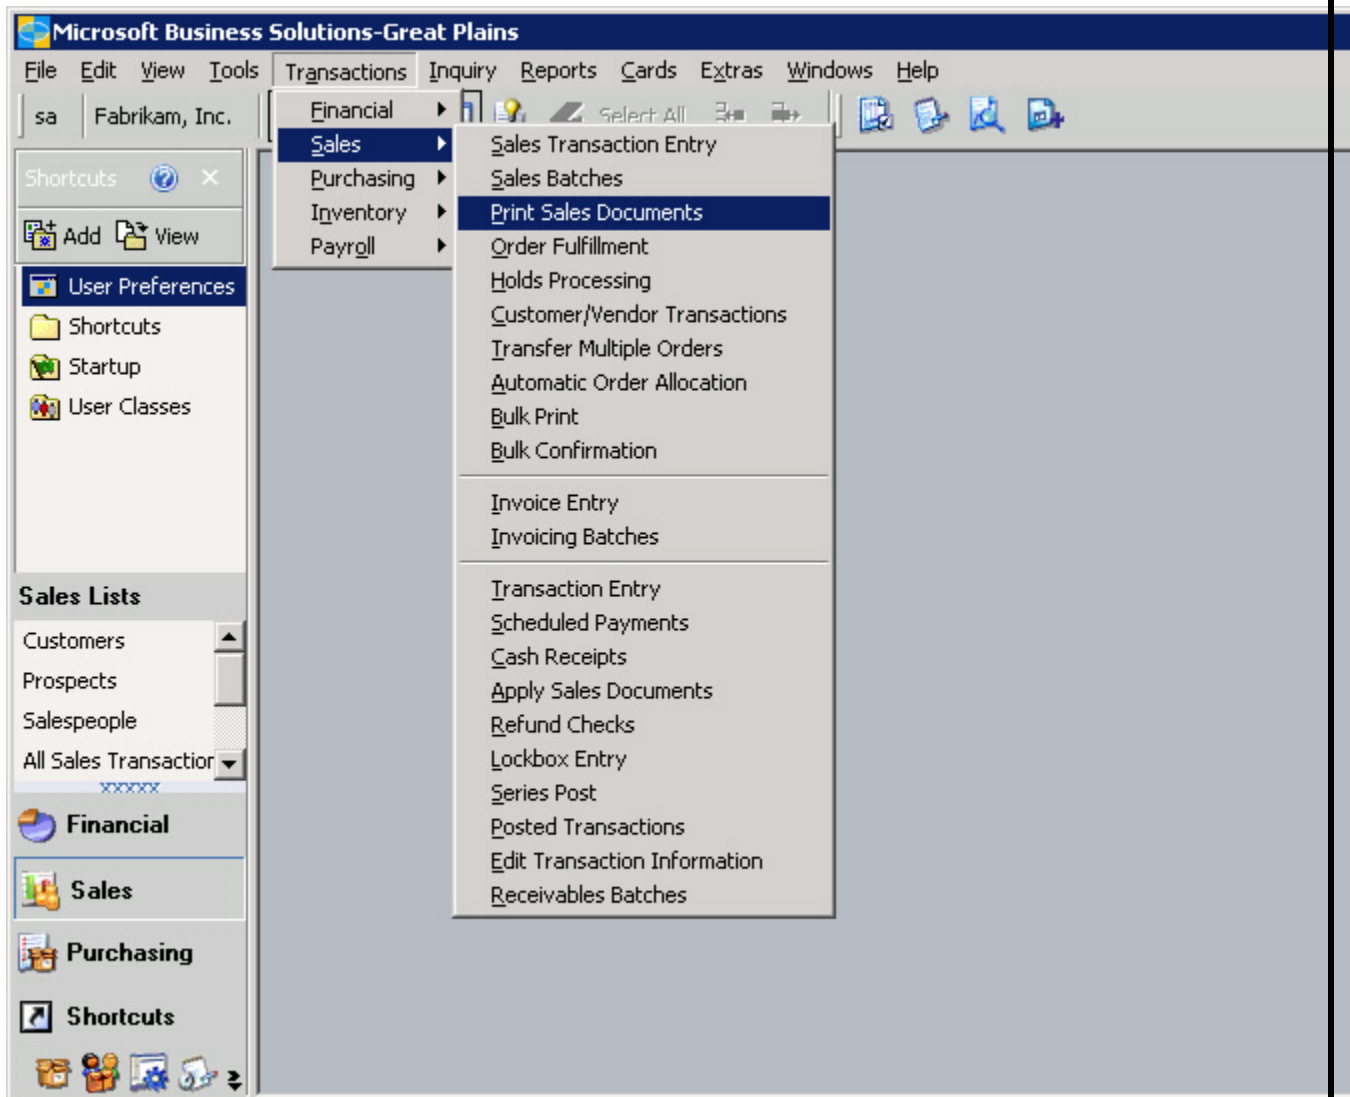 Microsoft Business Solutions-Great Plains
File Edit View Tools Transactions Inquiry Reports Cards Extras Windows Help
sa Fabrikam, Inc. Select All
Financial
Sales
Purchasing
Inventory
Payroll
Sales Transaction Entry
Sales Batches
Print Sales Documents
Order Fulfillment
Holds Processing
Customer/Vendor Transactions
Transfer Multiple Orders
Automatic Order Allocation
Bulk Print
Bulk Confirmation
Invoice Entry
Invoicing Batches
Transaction Entry
Scheduled Payments
Cash Receipts
Apply Sales Documents
Refund Checks
Lockbox Entry
Series Post
Posted Transactions
Edit Transaction Information
Receivables Batches
Shortcuts
Add View
User Preferences
Shortcuts
Startup
User Classes
Sales Lists
Customers
Prospects
Salespeople
All Sales Transaction
Financial
Sales
Purchasing
Shortcuts